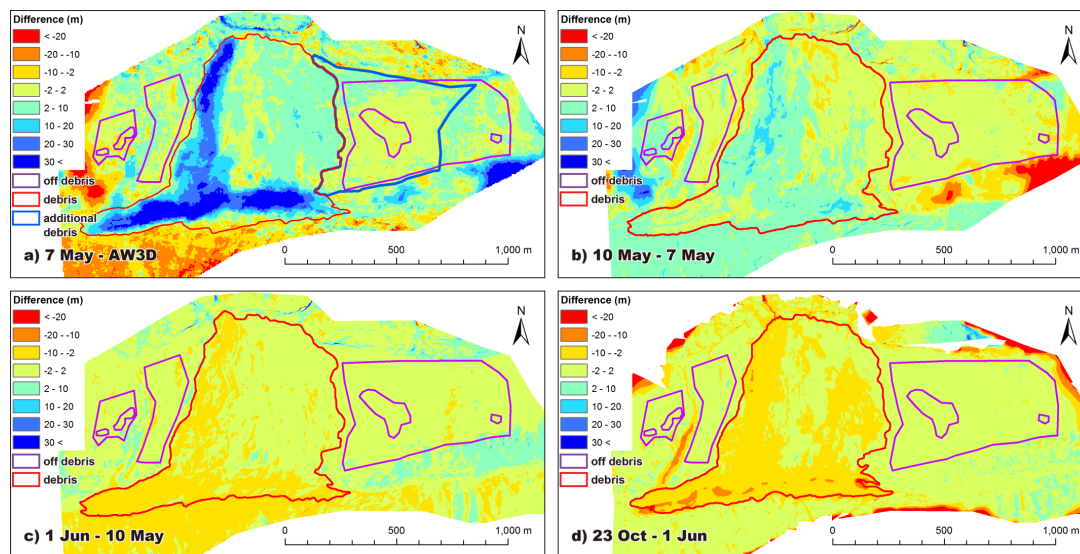 Difference (m)
< -20
-20 - -10
-10 - -2
-2 - 2
2 - 10
10 - 20
20 - 30
30 <
off debris
debris
additional
debris
N
a) 7 May - AW3D
0 500 1,000 m
Difference (m)
< -20
-20 - -10
-10 - -2
-2 - 2
2 - 10
10 - 20
20 - 30
30 <
off debris
debris
N
b) 10 May - 7 May
0 500 1,000 m
Difference (m)
< -20
-20 - -10
-10 - -2
-2 - 2
2 - 10
10 - 20
20 - 30
30 <
off debris
debris
N
c) 1 Jun - 10 May
0 500 1,000 m
Difference (m)
< -20
-20 - -10
-10 - -2
-2 - 2
2 - 10
10 - 20
20 - 30
30 <
off debris
debris
N
d) 23 Oct - 1 Jun
0 500 1,000 m